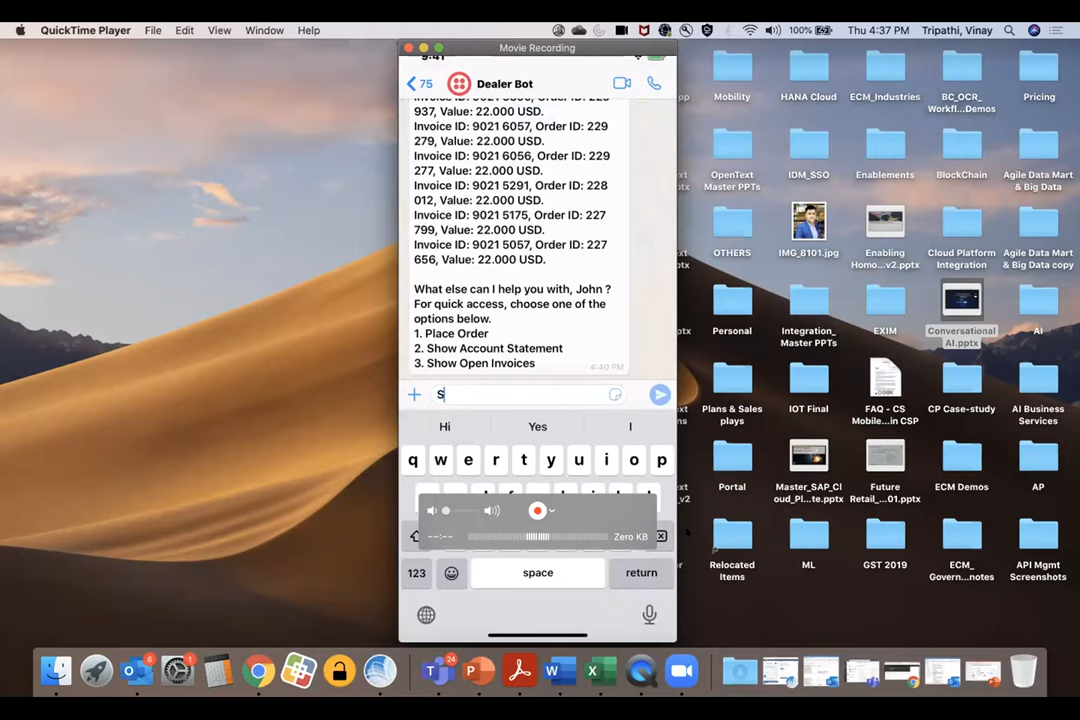 QuickTime Player File Edit View Window Help 100% Thu 4:37 PM Tripathi, Vinay
Movie Recording
9:41
75 Dealer Bot
937, Value: 22.000 USD.
Invoice ID: 9021 6057, Order ID: 229
279, Value: 22.000 USD.
Invoice ID: 9021 6056, Order ID: 229
277, Value: 22.000 USD.
Invoice ID: 9021 5291, Order ID: 228
012, Value: 22.000 USD.
Invoice ID: 9021 5175, Order ID: 227
799, Value: 22.000 USD.
Invoice ID: 9021 5057, Order ID: 227
656, Value: 22.000 USD.
What else can I help you with, John ?
For quick access, choose one of the
options below.
1. Place Order
2. Show Account Statement
3. Show Open Invoices
4:40 PM
S
Hi Yes I
q w e r t y u i o p
--:-- Zero KB
123 space return
Mobility
HANA Cloud
ECM_Industries
BC_OCR_
Workfl...Demos
Pricing
OpenText
Master PPTs
IDM_SSO
Enablements
BlockChain
Agile Data Mart
& Big Data
OTHERS
IMG_8101.jpg
Enabling
Homo...v2.pptx
Cloud Platform
Integration
Agile Data Mart
& Big Data copy
Personal
Integration_
Master PPTs
EXIM
Conversational
AI.pptx
AI
Plans & Sales
plays
IOT Final
DOCX
FAQ - CS
Mobile...in CSP
CP Case-study
AI Business
Services
Portal
Master_SAP_Cl
oud_Pl...te.pptx
Future
Retail_...01.pptx
ECM Demos
AP
Relocated
Items
ML
GST 2019
ECM_
Govern...notes
API Mgmt
Screenshots
6 1 24